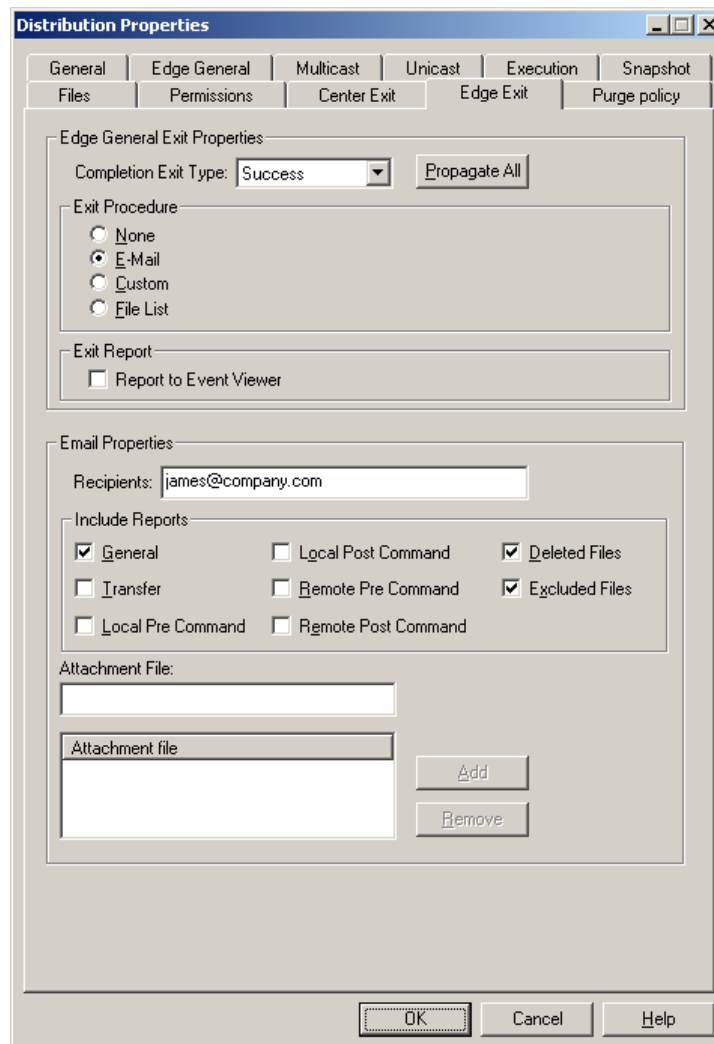 Distribution Properties
General Edge General Multicast Unicast Execution Snapshot
Files Permissions Center Exit Edge Exit Purge policy
Edge General Exit Properties
Completion Exit Type: Success Propagate All
Exit Procedure
None
E-Mail
Custom
File List
Exit Report
Report to Event Viewer
Email Properties
Recipients: james@company.com
Include Reports
General Local Post Command Deleted Files
Transfer Remote Pre Command Excluded Files
Local Pre Command Remote Post Command
Attachment File:
Attachment file
Add
Remove
OK Cancel Help